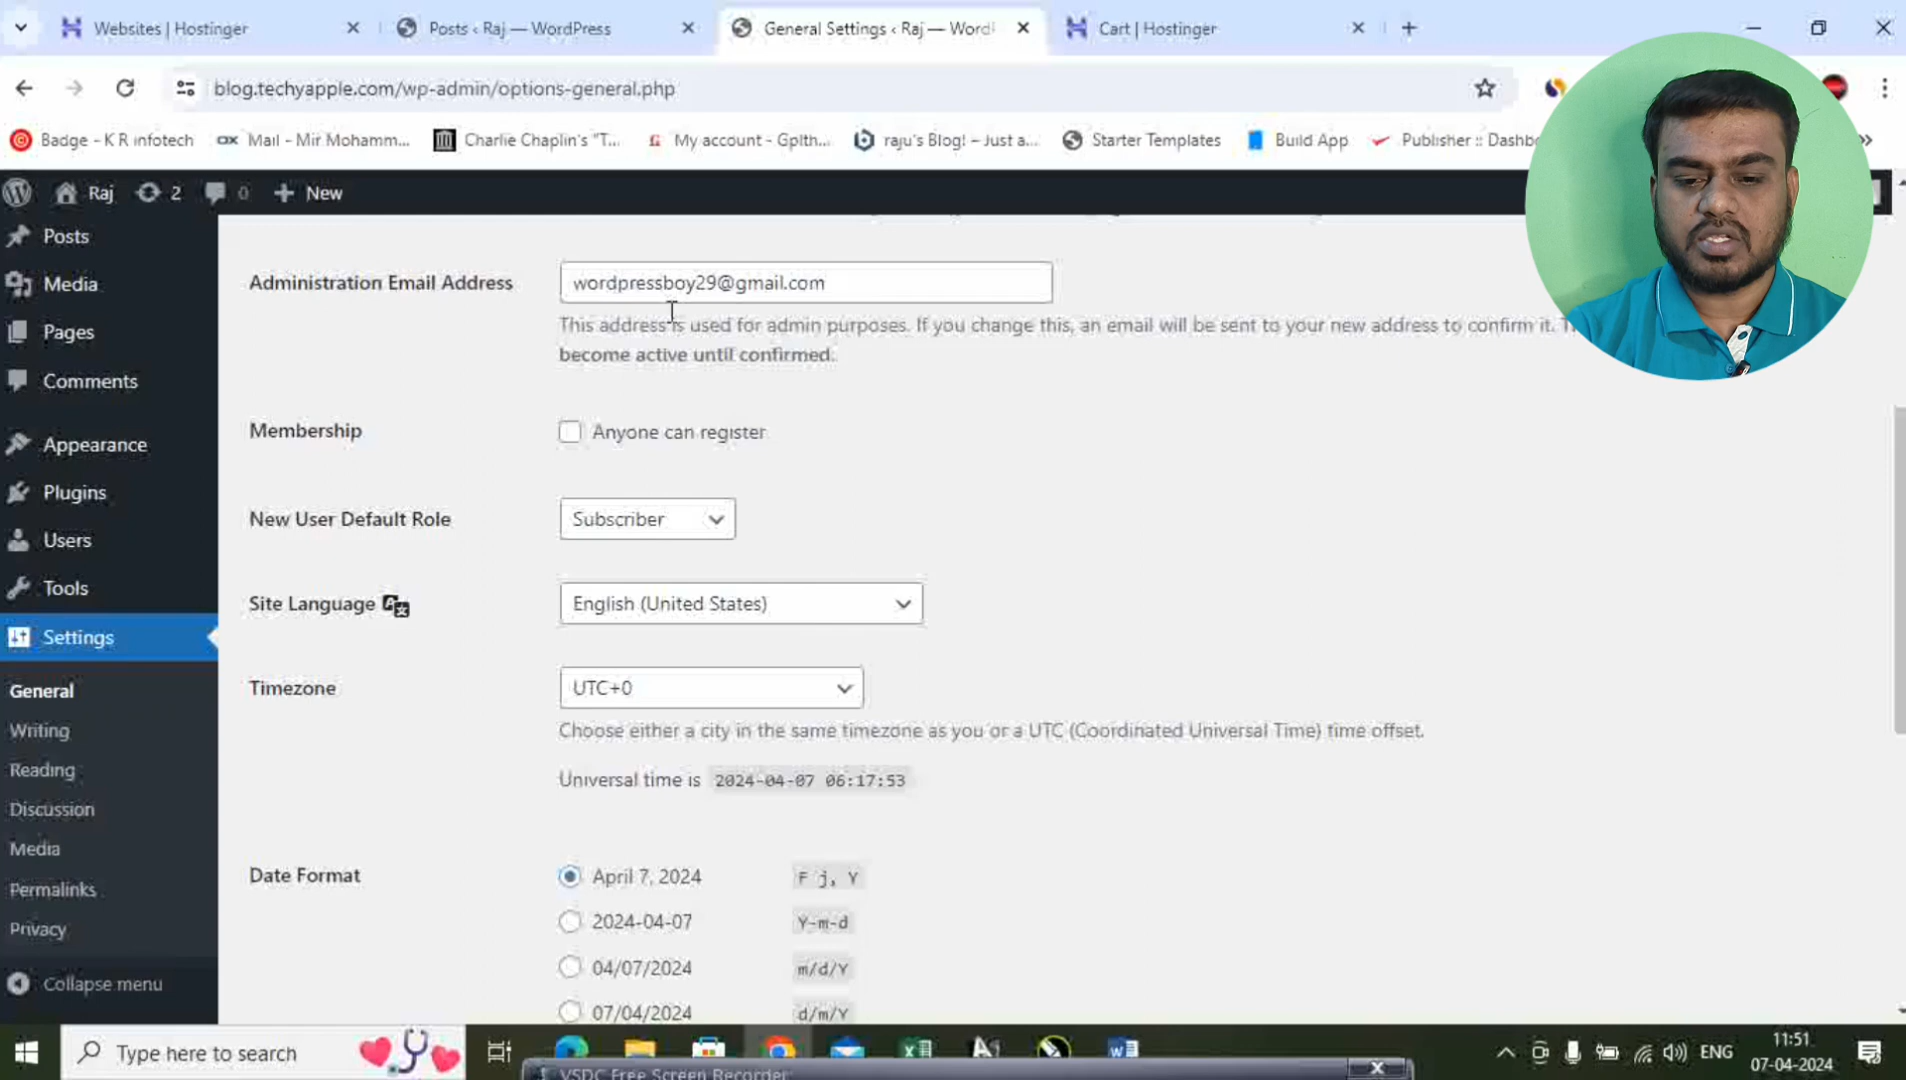 Websites | Hostinger
Posts ‹ Raj — WordPress
General Settings ‹ Raj — Word
Cart | Hostinger
blog.techyapple.com/wp-admin/options-general.php
Badge - K R infotech
Mail - Mir Mohamm...
Charlie Chaplin's "T...
My account - Gplth...
raju's Blog! – Just a...
Starter Templates
Build App
Publisher :: Dashb
Raj
2
0
New
Posts
Media
Pages
Comments
Appearance
Plugins
Users
Tools
Settings
General
Writing
Reading
Discussion
Media
Permalinks
Privacy
Collapse menu
Administration Email Address
wordpressboy29@gmail.com
This address is used for admin purposes. If you change this, an email will be sent to your new address to confirm it.
become active until confirmed.
Membership
Anyone can register
New User Default Role
Subscriber
Site Language
English (United States)
Timezone
UTC+0
Choose either a city in the same timezone as you or a UTC (Coordinated Universal Time) time offset.
Universal time is 2024-04-07 06:17:53
Date Format
April 7, 2024 F j, Y
2024-04-07 Y-m-d
04/07/2024 m/d/Y
07/04/2024 d/m/Y
Type here to search
VSDC Free Screen Recorder
ENG
11:51
07-04-2024